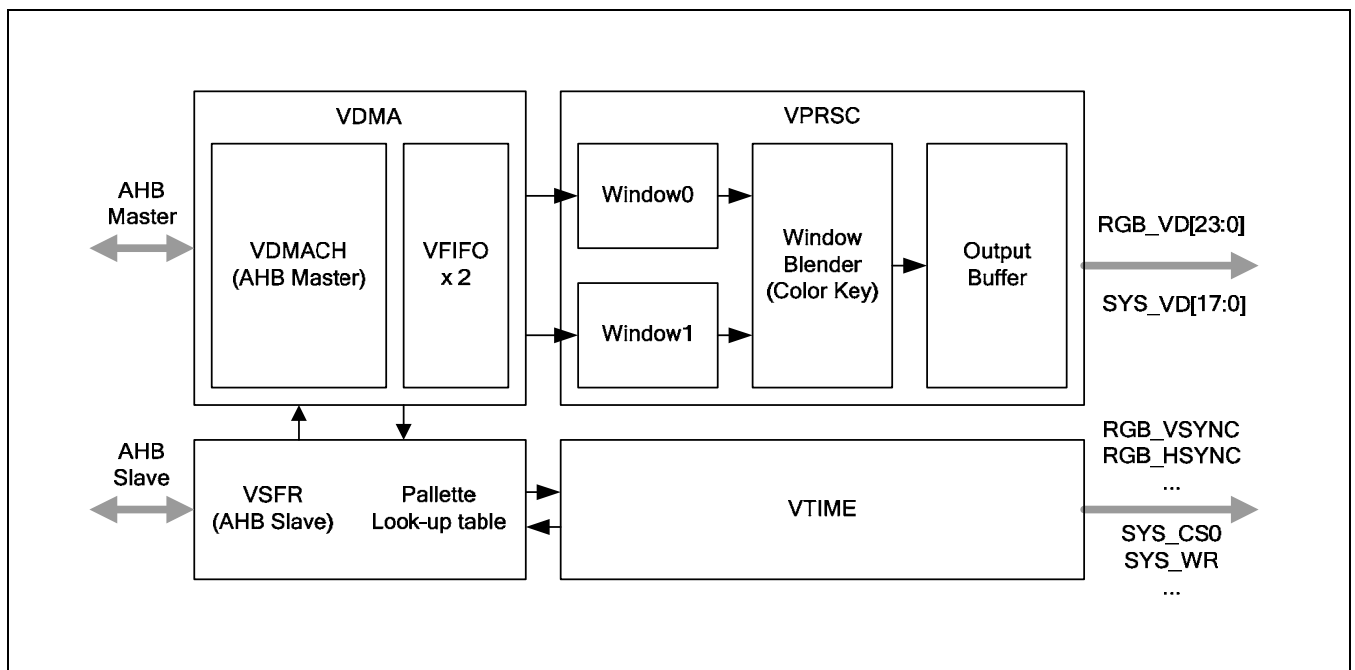 VDMA
VPRSC
AHB
Master
VDMACH
(AHB Master)
VFIFO
x 2
Window0
Window1
Window
Blender
(Color Key)
Output
Buffer
RGB_VD[23:0]
SYS_VD[17:0]
AHB
Slave
VSFR
(AHB Slave)
Pallette
Look-up table
VTIME
RGB_VSYNC
RGB_HSYNC
...
SYS_CS0
SYS_WR
...